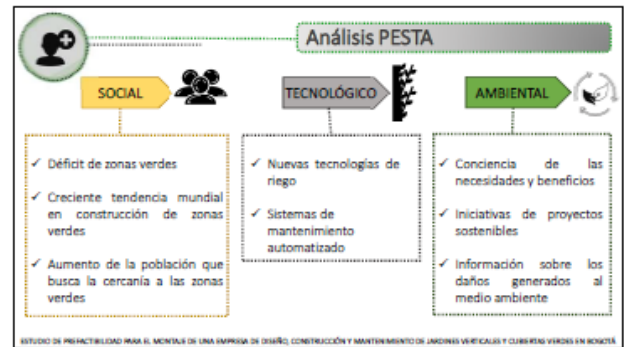 Análisis PESTA
SOCIAL
TECNOLÓGICO
AMBIENTAL
✓ Déficit de zonas verdes
✓ Creciente tendencia mundial
en construcción de zonas
verdes
✓ Aumento de la población que
busca la cercanía a las zonas
verdes
✓ Nuevas tecnologías de
riego
✓ Sistemas de
mantenimiento
automatizado
✓ Conciencia de las
necesidades y beneficios
✓ Iniciativas de proyectos
sostenibles
✓ Información sobre los
daños generados al
medio ambiente
ESTUDIO DE PREFACTIBILIDAD PARA EL MONTAJE DE UNA EMPRESA DE DISEÑO, CONSTRUCCIÓN Y MANTENIMIENTO DE JARDINES VERTICALES Y CUBIERTAS VERDES EN BOGOTÁ